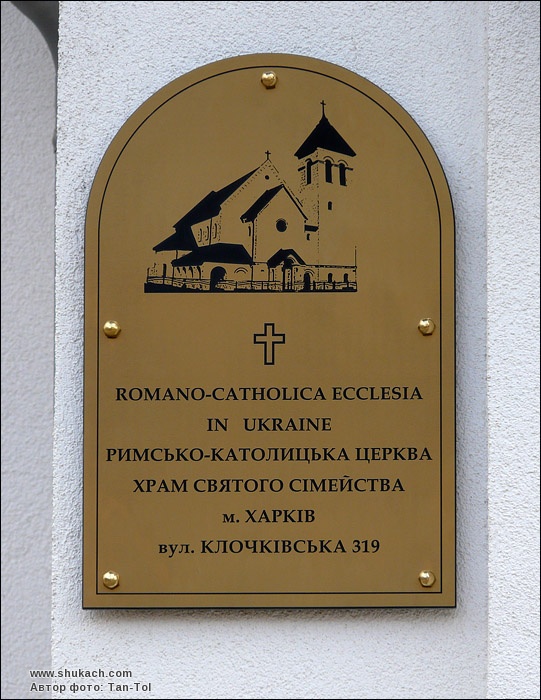 ROMANO-CATHOLICA ECCLESIA
IN UKRAINE
РИМСЬКО-КАТОЛИЦЬКА ЦЕРКВА
ХРАМ СВЯТОГО СІМЕЙСТВА
м. ХАРКІВ
вул. КЛОЧКІВСЬКА 319
www.shukach.com
Автор фото: Tan-Tol